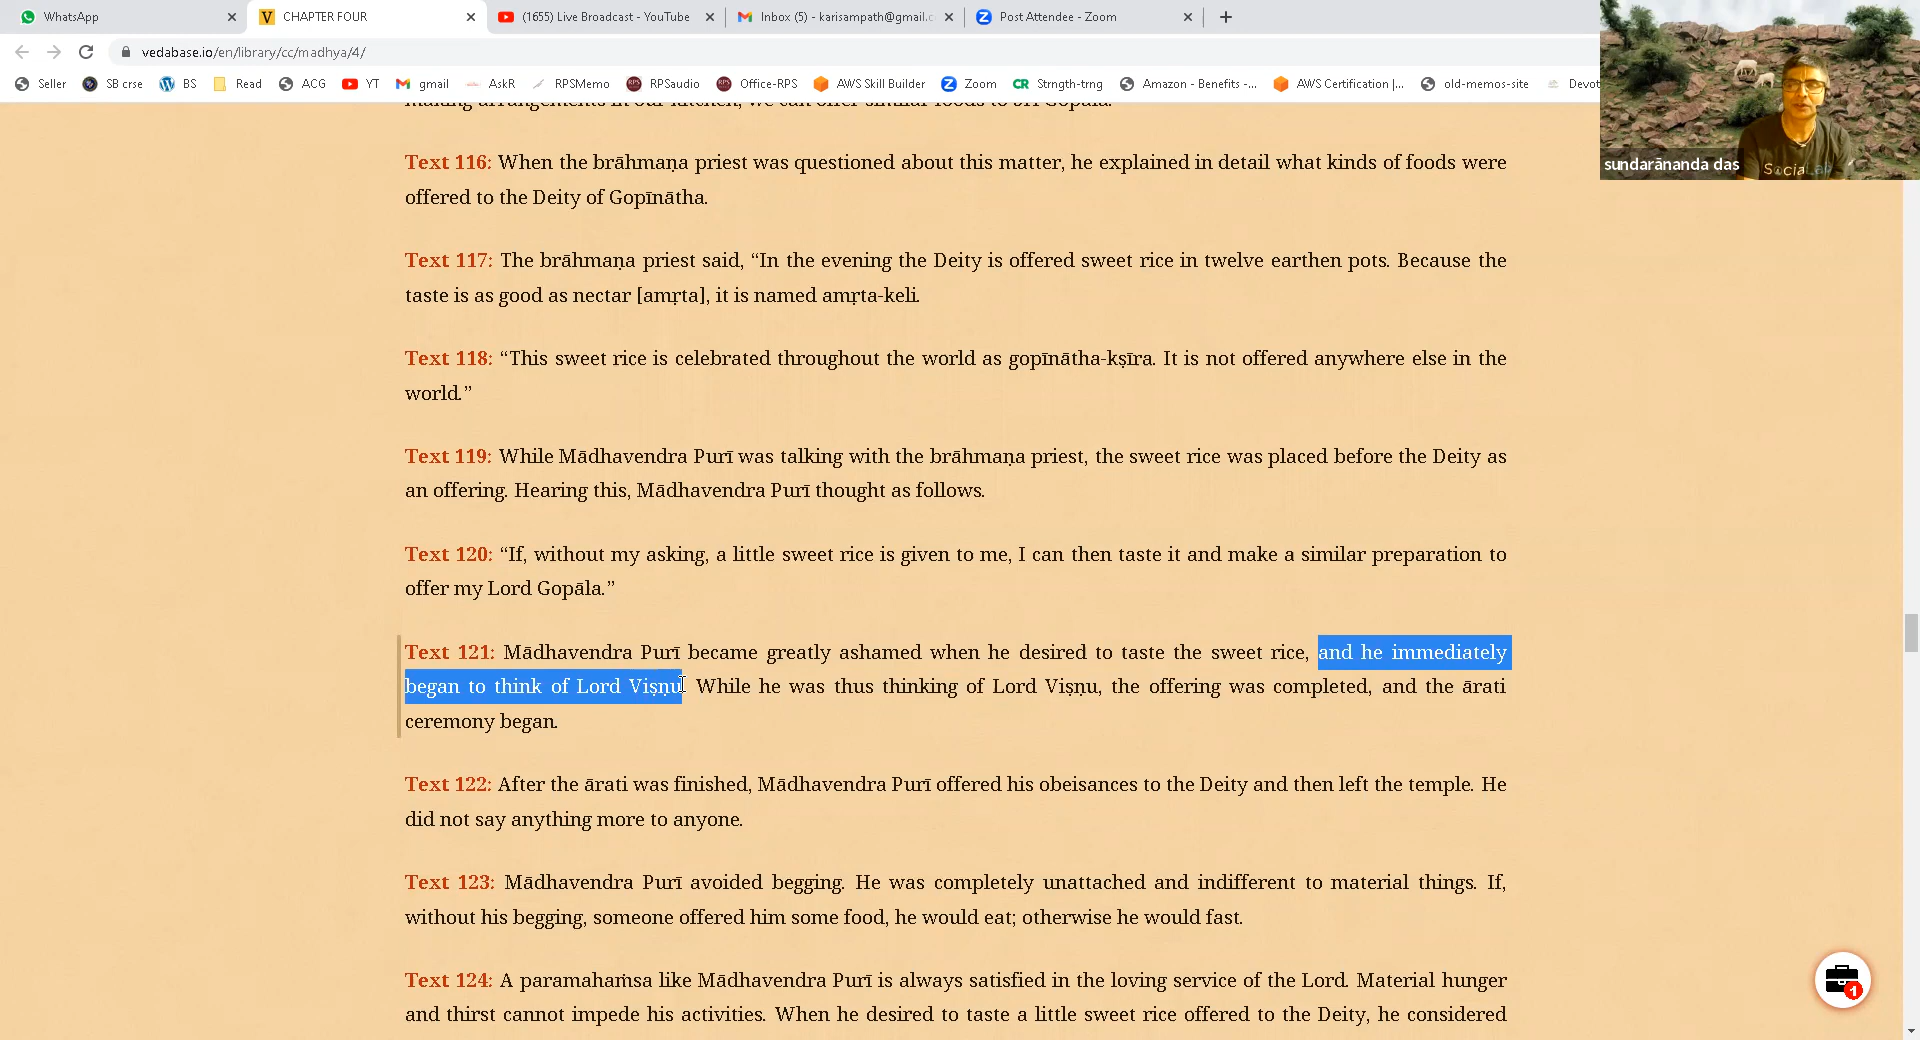 WhatsApp
CHAPTER FOUR
(1655) Live Broadcast - YouTube
Inbox (5) - karisampath@gmail.c
Post Attendee - Zoom
vedabase.io/en/library/cc/madhya/4/
Seller SB crse BS Read ACG YT gmail AskR RPSMemo RPSaudio Office-RPS AWS Skill Builder Zoom Strngth-trng Amazon - Benefits -... AWS Certification |... old-memos-site Devot
sundarānanda das
making arrangements in our kitchen, we can offer similar foods to Śrī Gopāla.
Text 116: When the brāhmaṇa priest was questioned about this matter, he explained in detail what kinds of foods were
offered to the Deity of Gopīnātha.
Text 117: The brāhmaṇa priest said, “In the evening the Deity is offered sweet rice in twelve earthen pots. Because the
taste is as good as nectar [amṛta], it is named amṛta-keli.
Text 118: “This sweet rice is celebrated throughout the world as gopīnātha-kṣīra. It is not offered anywhere else in the
world.”
Text 119: While Mādhavendra Purī was talking with the brāhmaṇa priest, the sweet rice was placed before the Deity as
an offering. Hearing this, Mādhavendra Purī thought as follows.
Text 120: “If, without my asking, a little sweet rice is given to me, I can then taste it and make a similar preparation to
offer my Lord Gopāla.”
Text 121: Mādhavendra Purī became greatly ashamed when he desired to taste the sweet rice, and he immediately
began to think of Lord Viṣṇu. While he was thus thinking of Lord Viṣṇu, the offering was completed, and the ārati
ceremony began.
Text 122: After the ārati was finished, Mādhavendra Purī offered his obeisances to the Deity and then left the temple. He
did not say anything more to anyone.
Text 123: Mādhavendra Purī avoided begging. He was completely unattached and indifferent to material things. If,
without his begging, someone offered him some food, he would eat; otherwise he would fast.
Text 124: A paramahaṁsa like Mādhavendra Purī is always satisfied in the loving service of the Lord. Material hunger
and thirst cannot impede his activities. When he desired to taste a little sweet rice offered to the Deity, he considered
1